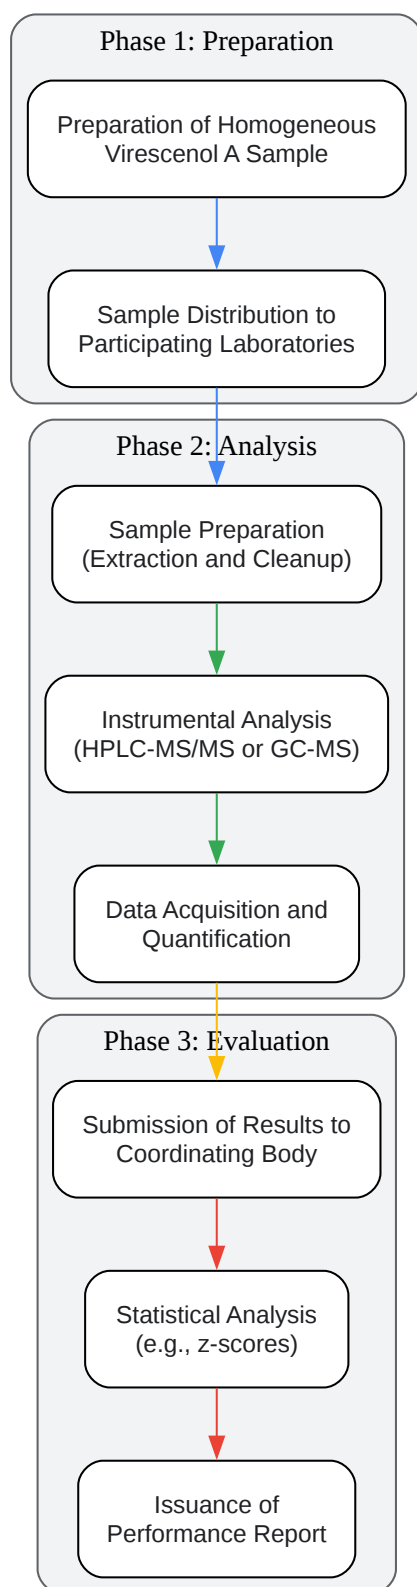 Phase 1: Preparation
Preparation of Homogeneous
Virescenol A Sample
Sample Distribution to
Participating Laboratories
Phase 2: Analysis
Sample Preparation
(Extraction and Cleanup)
Instrumental Analysis
(HPLC-MS/MS or GC-MS)
Data Acquisition and
Quantification
Phase 3: Evaluation
Submission of Results to
Coordinating Body
Statistical Analysis
(e.g., z-scores)
Issuance of
Performance Report